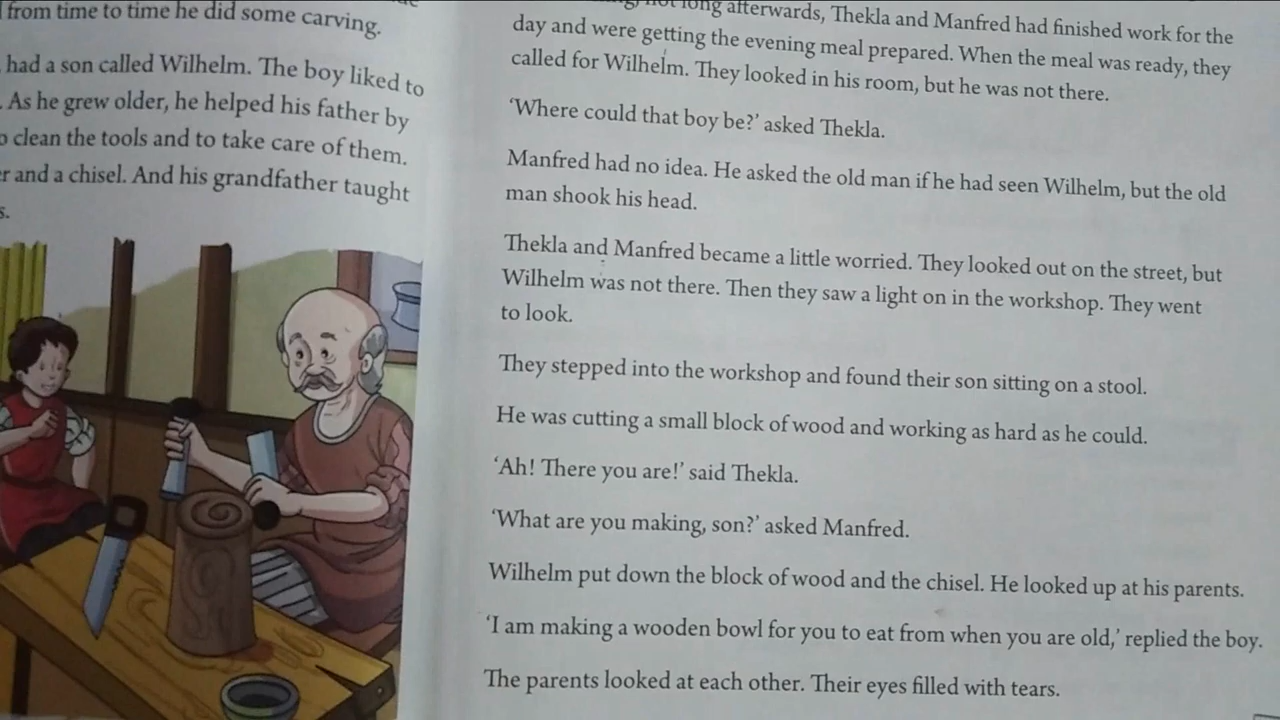 from time to time he did some carving.
had a son called Wilhelm. The boy liked to
. As he grew older, he helped his father by
clean the tools and to take care of them.
and a chisel. And his grandfather taught
long afterwards, Thekla and Manfred had finished work for the
day and were getting the evening meal prepared. When the meal was ready, they
called for Wilhelm. They looked in his room, but he was not there.
‘Where could that boy be?’ asked Thekla.
Manfred had no idea. He asked the old man if he had seen Wilhelm, but the old
man shook his head.
Thekla and Manfred became a little worried. They looked out on the street, but
Wilhelm was not there. Then they saw a light on in the workshop. They went
to look.
They stepped into the workshop and found their son sitting on a stool.
He was cutting a small block of wood and working as hard as he could.
‘Ah! There you are!’ said Thekla.
‘What are you making, son?’ asked Manfred.
Wilhelm put down the block of wood and the chisel. He looked up at his parents.
‘I am making a wooden bowl for you to eat from when you are old,’ replied the boy.
The parents looked at each other. Their eyes filled with tears.